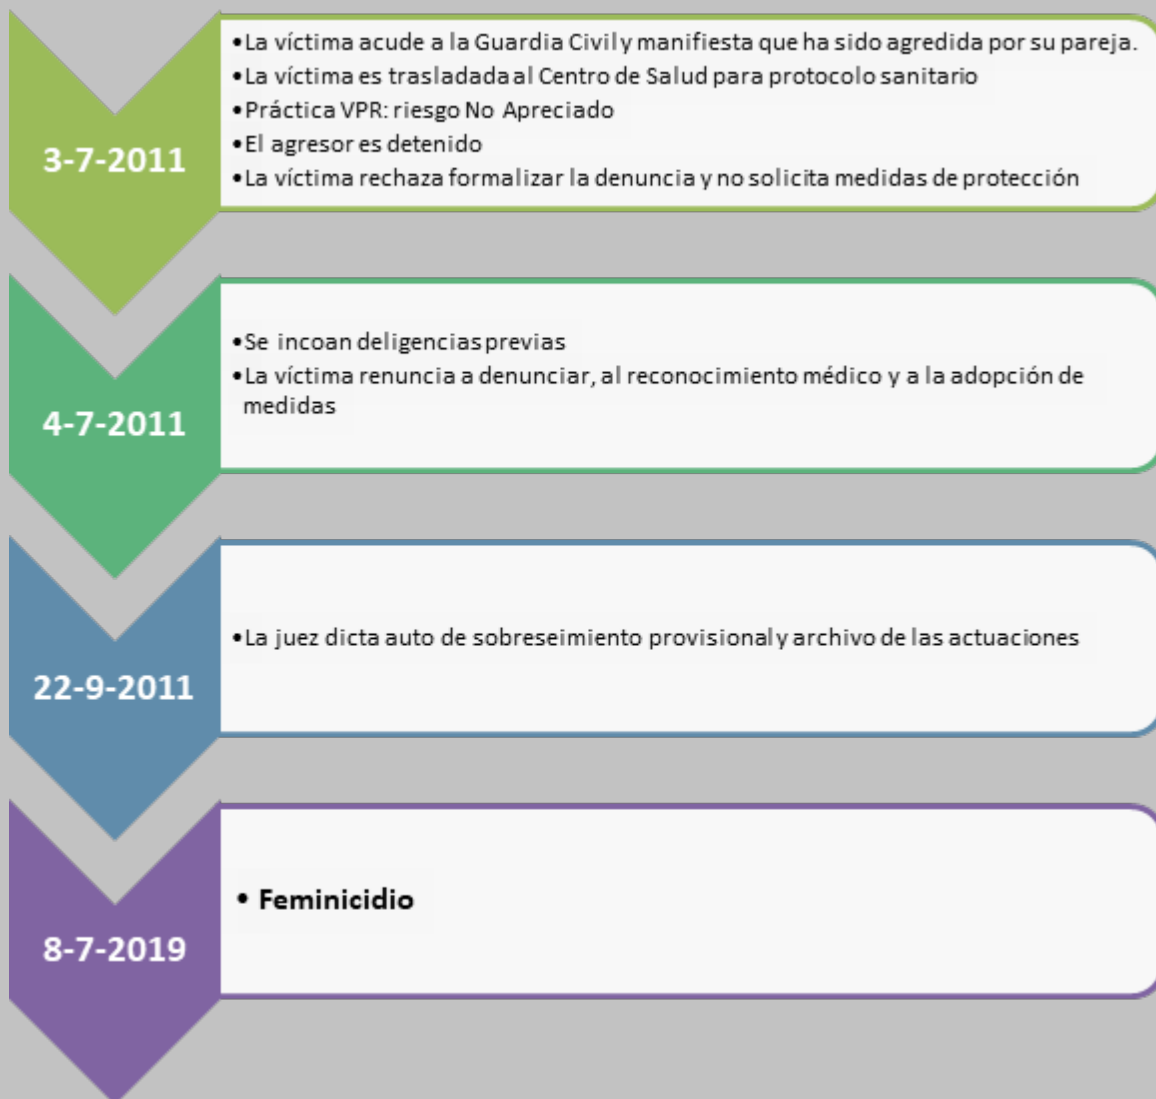 3-7-2011
•La víctima acude a la Guardia Civil y manifiesta que ha sido agredida por su pareja.
•La víctima es trasladada al Centro de Salud para protocolo sanitario
•Práctica VPR: riesgo No Apreciado
•El agresor es detenido
•La víctima rechaza formalizar la denuncia y no solicita medidas de protección
4-7-2011
•Se incoan deligencias previas
•La víctima renuncia a denunciar, al reconocimiento médico y a la adopción de
medidas
22-9-2011
•La juez dicta auto de sobreseimiento provisional y archivo de las actuaciones
8-7-2019
• Feminicidio